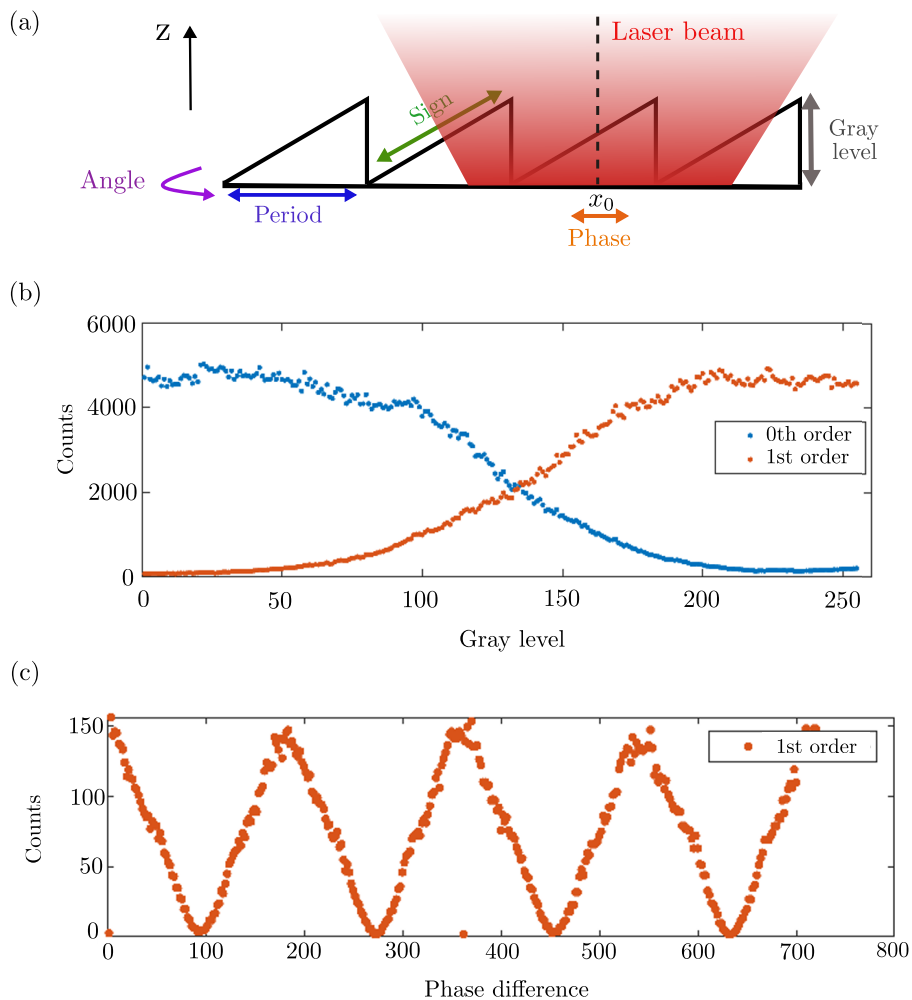 (a)
Z
Laser beam
Sign
Gray
level
Angle
Period
x₀
Phase
(b)
6000
4000
2000
0
Counts
0th order
1st order
0 50 100 150 200 250
Gray level
(c)
150
100
50
0
Counts
1st order
0 100 200 300 400 500 600 700 800
Phase difference